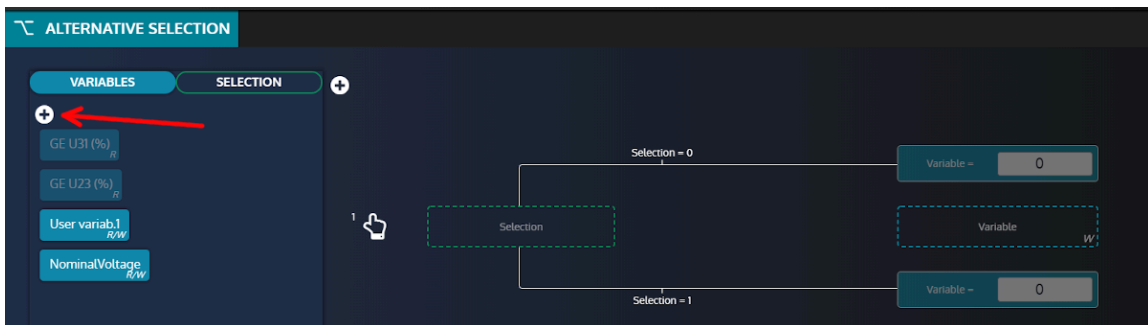 ALTERNATIVE SELECTION
VARIABLES
SELECTION
GE U31 (%)
R
GE U23 (%)
R
User variab.1
R/W
NominalVoltage
R/W
1
Selection = 0
Variable =
0
Selection
Variable
W
Variable =
0
Selection = 1